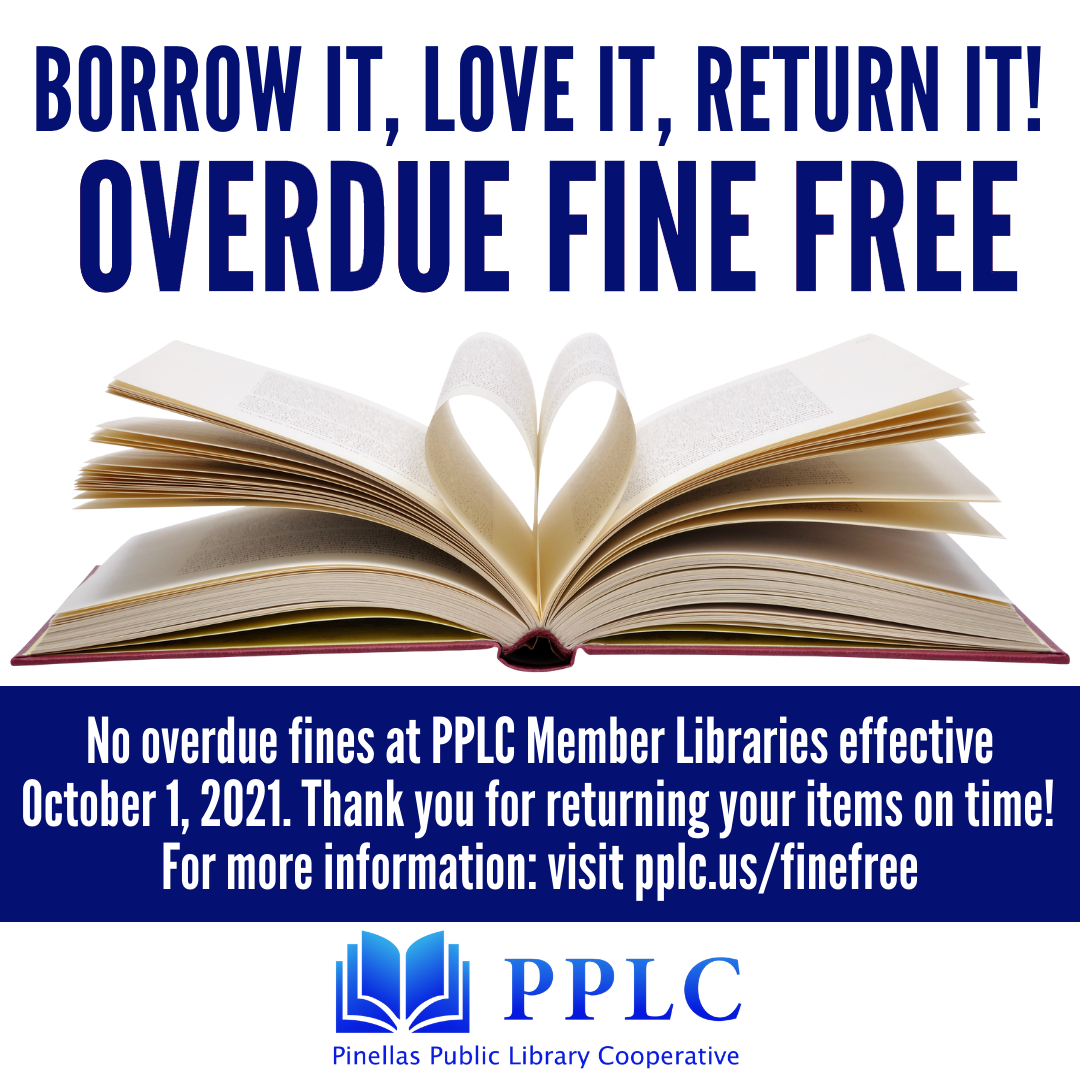 BORROW IT, LOVE IT, RETURN IT!
OVERDUE FINE FREE
No overdue fines at PPLC Member Libraries effective
October 1, 2021. Thank you for returning your items on time!
For more information: visit pplc.us/finefree
PPLC
Pinellas Public Library Cooperative